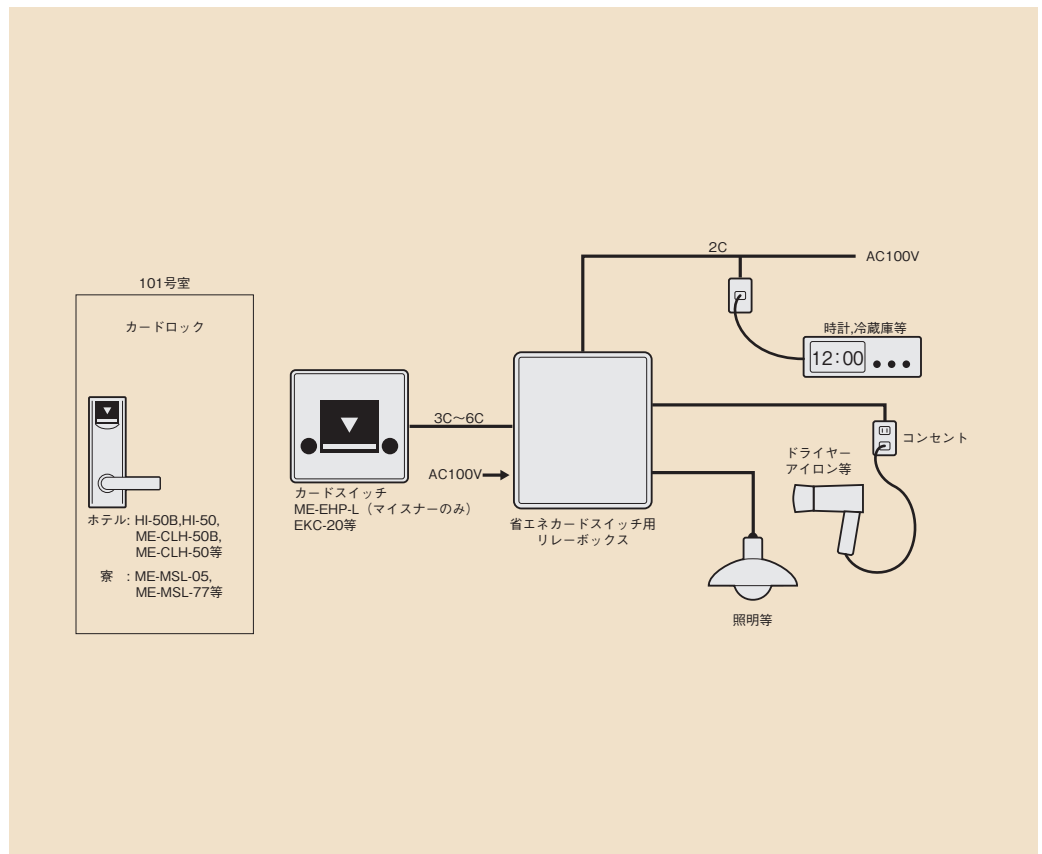 101号室
カードロック
ホテル: HI-50B,HI-50,
ME-CLH-50B,
ME-CLH-50等
寮 : ME-MSL-05,
ME-MSL-77等
カードスイッチ
ME-EHP-L（マイスナーのみ）
EKC-20等
3C〜6C
AC100V
省エネカードスイッチ用
リレーボックス
2C
AC100V
時計,冷蔵庫等
12:00
コンセント
ドライヤー
アイロン等
照明等